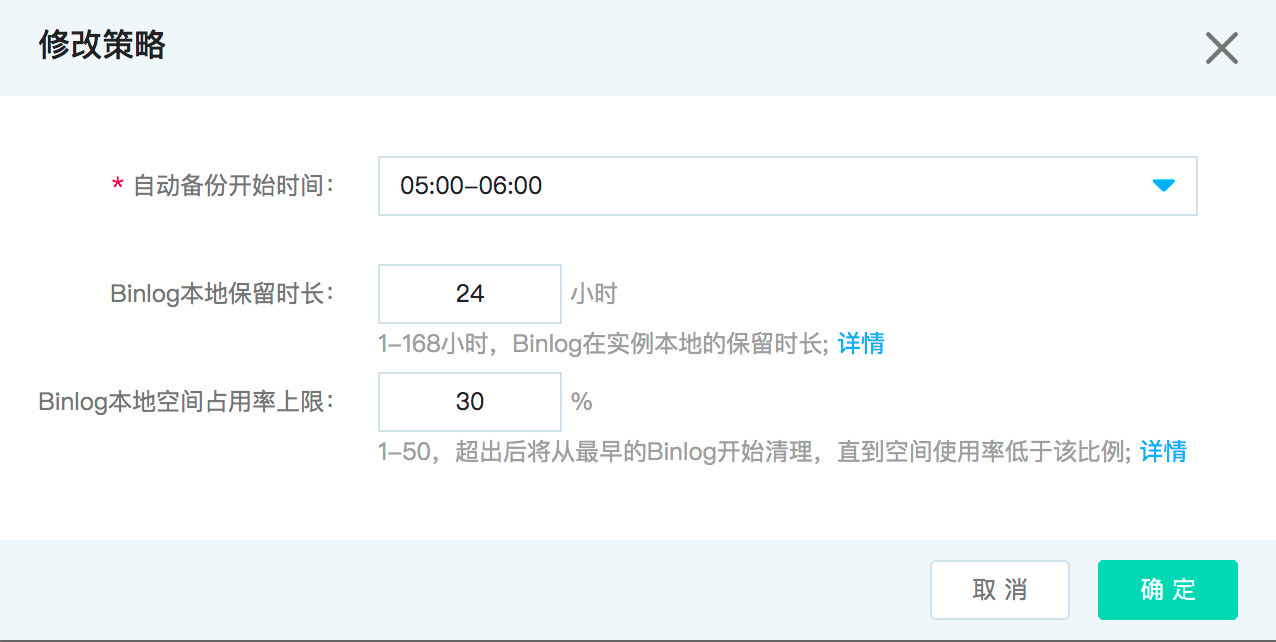 修改策略
* 自动备份开始时间： 05:00–06:00
Binlog本地保留时长： 24 小时
1–168小时，Binlog在实例本地的保留时长; 详情
Binlog本地空间占用率上限： 30 %
1–50，超出后将从最早的Binlog开始清理，直到空间使用率低于该比例; 详情
取 消 确 定